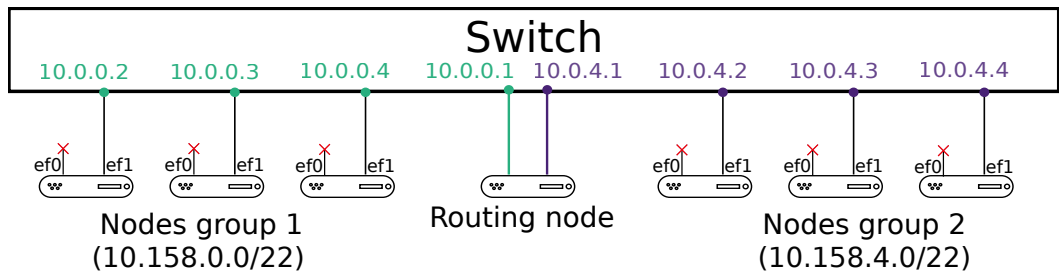 Switch
10.0.0.2 10.0.0.3 10.0.0.4 10.0.0.1 10.0.4.1 10.0.4.2 10.0.4.3 10.0.4.4
ef0 ef1 ef0 ef1 ef0 ef1 ef0 ef1 ef0 ef1 ef0 ef1
Nodes group 1 Routing node Nodes group 2
(10.158.0.0/22) (10.158.4.0/22)